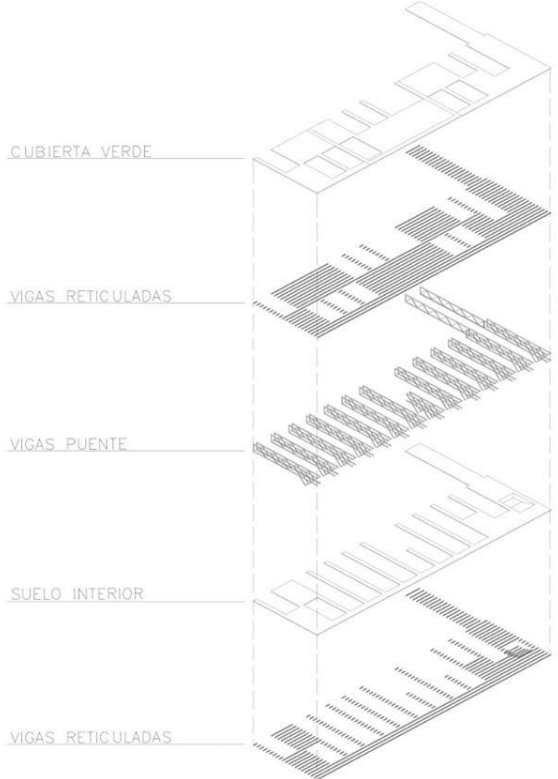 CUBIERTA VERDE
VIGAS RETICULADAS
VIGAS PUENTE
SUELO INTERIOR
VIGAS RETICULADAS